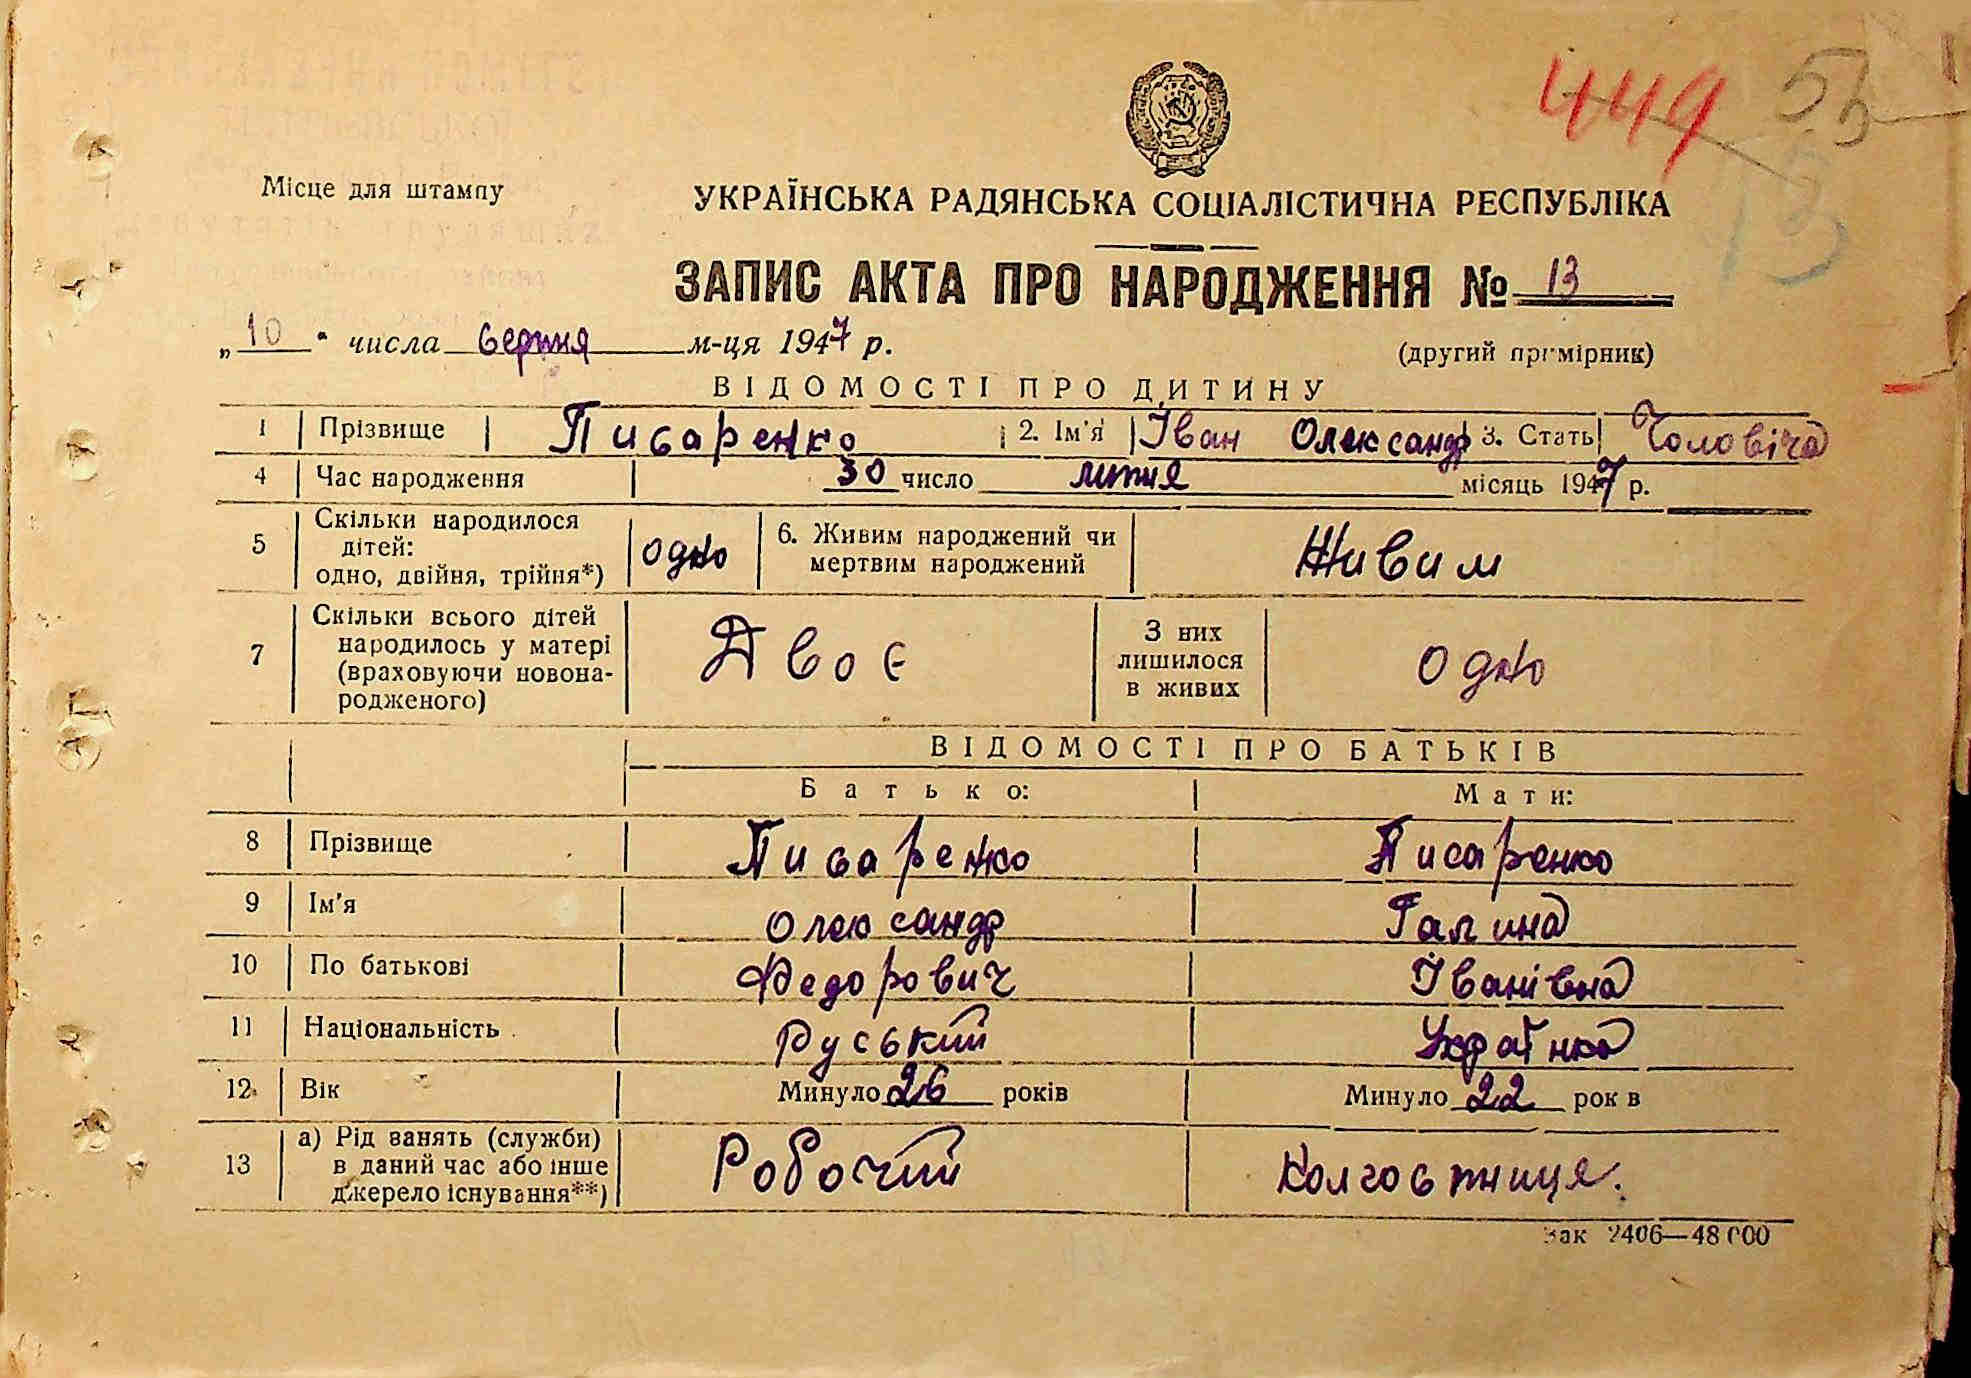 449 55
13
Місце для штампу
УКРАЇНСЬКА РАДЯНСЬКА СОЦІАЛІСТИЧНА РЕСПУБЛІКА
ЗАПИС АКТА ПРО НАРОДЖЕННЯ № 13
„10" числа серпня м-ця 1947 р.
(другий примірник)
ВІДОМОСТІ ПРО ДИТИНУ
1 Прізвище Писаренко 2. Ім'я Іван Олександр 3. Стать Чоловіча
4 Час народження 30 число липня місяць 1947 р.
5 Скільки народилося дітей: одно, двійня, трійня*) одно 6. Живим народжений чи мертвим народжений Живим
7 Скільки всього дітей народилось у матері (враховуючи новонародженого) Двоє З них лишилося в живих одно
ВІДОМОСТІ ПРО БАТЬКІВ
Батько: Мати:
8 Прізвище Писаренко Писаренко
9 Ім'я Олександр Галина
10 По батькові Федорович Іванівна
11 Національність Руський Українка
12 Вік Минуло 26 років Минуло 22 рок в
13 а) Рід занять (служби) в даний час або інше джерело існування**) Робочий Колгостниця.
Зак 2406—48 000